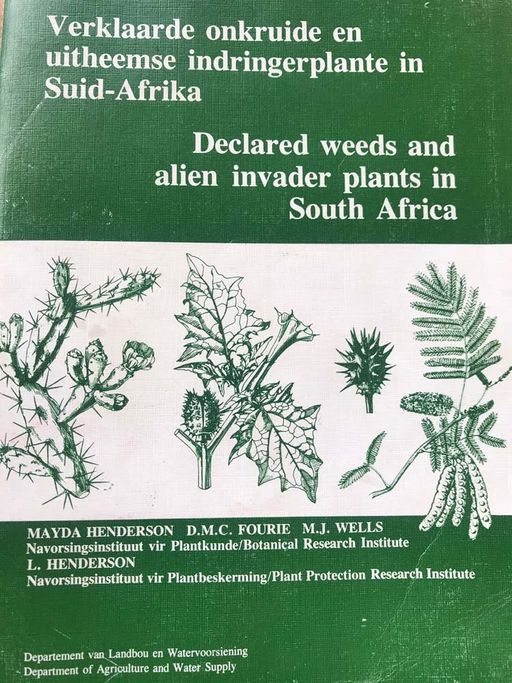 Verklaarde onkruide en
uitheemse indringerplante in
Suid-Afrika
Declared weeds and
alien invader plants in
South Africa
MAYDA HENDERSON D.M.C. FOURIE M.J. WELLS
Navorsingsinstituut vir Plantkunde/Botanical Research Institute
L. HENDERSON
Navorsingsinstituut vir Plantbeskerming/Plant Protection Research Institute
Departement van Landbou en Watervoorsiening
Department of Agriculture and Water Supply